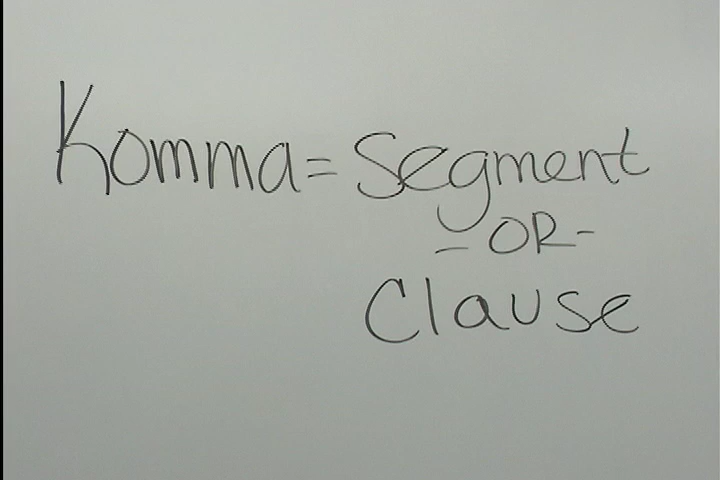 Komma = Segment
- OR -
Clause